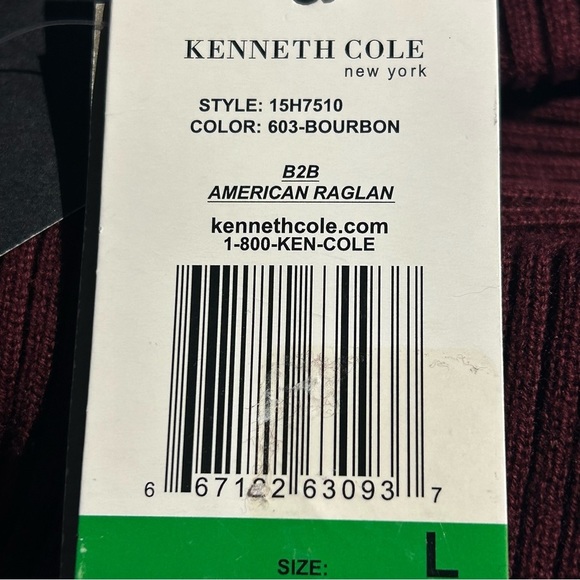 KENNETH COLE
new york
STYLE: 15H7510
COLOR: 603-BOURBON
B2B
AMERICAN RAGLAN
kennethcole.com
1-800-KEN-COLE
6 67122 63093 7
SIZE: L